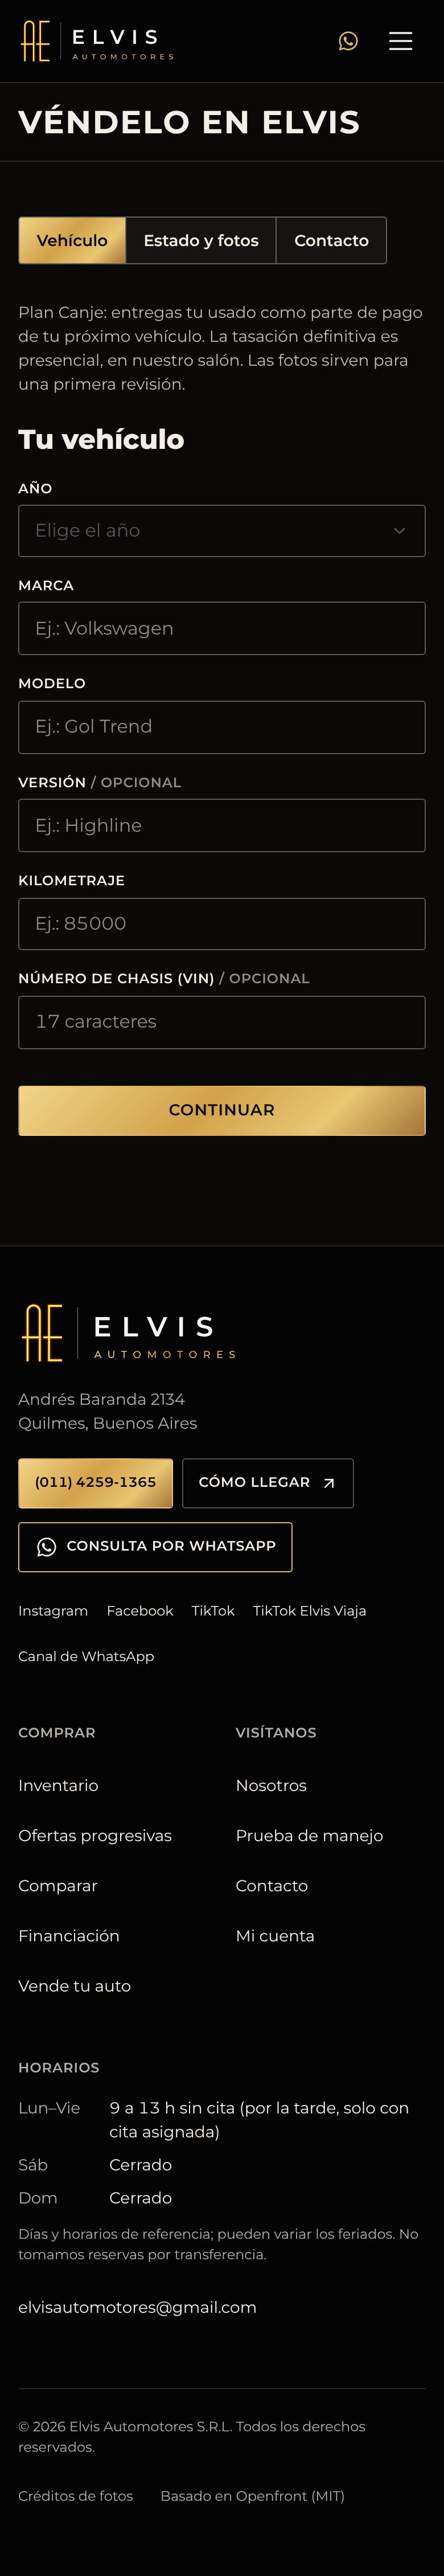 AE ELVIS
AUTOMOTORES
VÉNDELO EN ELVIS
Vehículo Estado y fotos Contacto
Plan Canje: entregas tu usado como parte de pago
de tu próximo vehículo. La tasación definitiva es
presencial, en nuestro salón. Las fotos sirven para
una primera revisión.
Tu vehículo
AÑO
Elige el año
MARCA
Ej.: Volkswagen
MODELO
Ej.: Gol Trend
VERSIÓN / OPCIONAL
Ej.: Highline
KILOMETRAJE
Ej.: 85000
NÚMERO DE CHASIS (VIN) / OPCIONAL
17 caracteres
CONTINUAR
AE ELVIS
AUTOMOTORES
Andrés Baranda 2134
Quilmes, Buenos Aires
(011) 4259-1365 CÓMO LLEGAR
CONSULTA POR WHATSAPP
Instagram Facebook TikTok TikTok Elvis Viaja
Canal de WhatsApp
COMPRAR
Inventario
Ofertas progresivas
Comparar
Financiación
Vende tu auto
VISÍTANOS
Nosotros
Prueba de manejo
Contacto
Mi cuenta
HORARIOS
Lun–Vie 9 a 13 h sin cita (por la tarde, solo con
cita asignada)
Sáb Cerrado
Dom Cerrado
Días y horarios de referencia; pueden variar los feriados. No
tomamos reservas por transferencia.
elvisautomotores@gmail.com
© 2026 Elvis Automotores S.R.L. Todos los derechos
reservados.
Créditos de fotos Basado en Openfront (MIT)